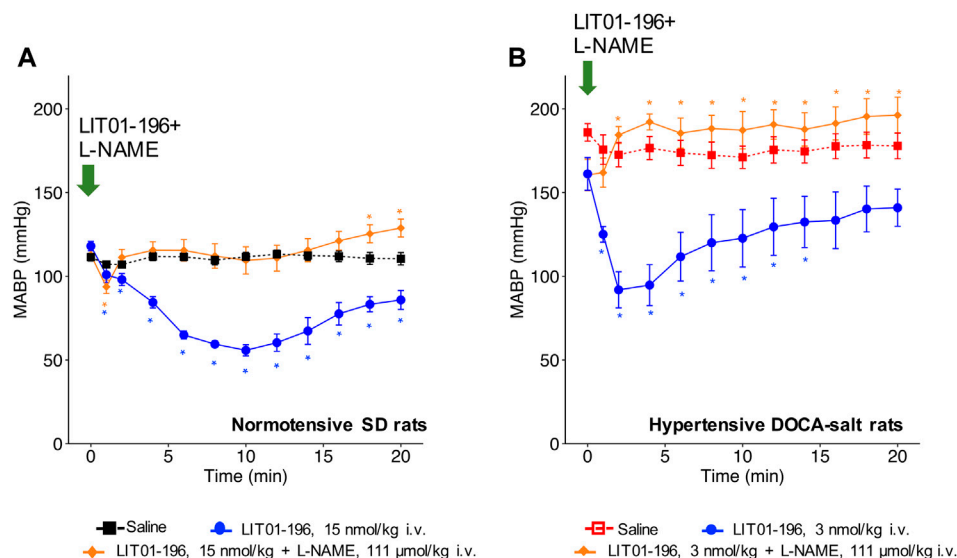 A
LIT01-196+
L-NAME
MABP (mmHg)
200
150
100
50
0
* * * * * * * * * * * * *
Normotensive SD rats
0 5 10 15 20
Time (min)
Saline LIT01-196, 15 nmol/kg i.v.
LIT01-196, 15 nmol/kg + L-NAME, 111 µmol/kg i.v.
LIT01-196+
L-NAME
B
MABP (mmHg)
200
150
100
50
0
* * * * * * * * * * * * * * * * * *
Hypertensive DOCA-salt rats
0 5 10 15 20
Time (min)
Saline LIT01-196, 3 nmol/kg i.v.
LIT01-196, 3 nmol/kg + L-NAME, 111 µmol/kg i.v.